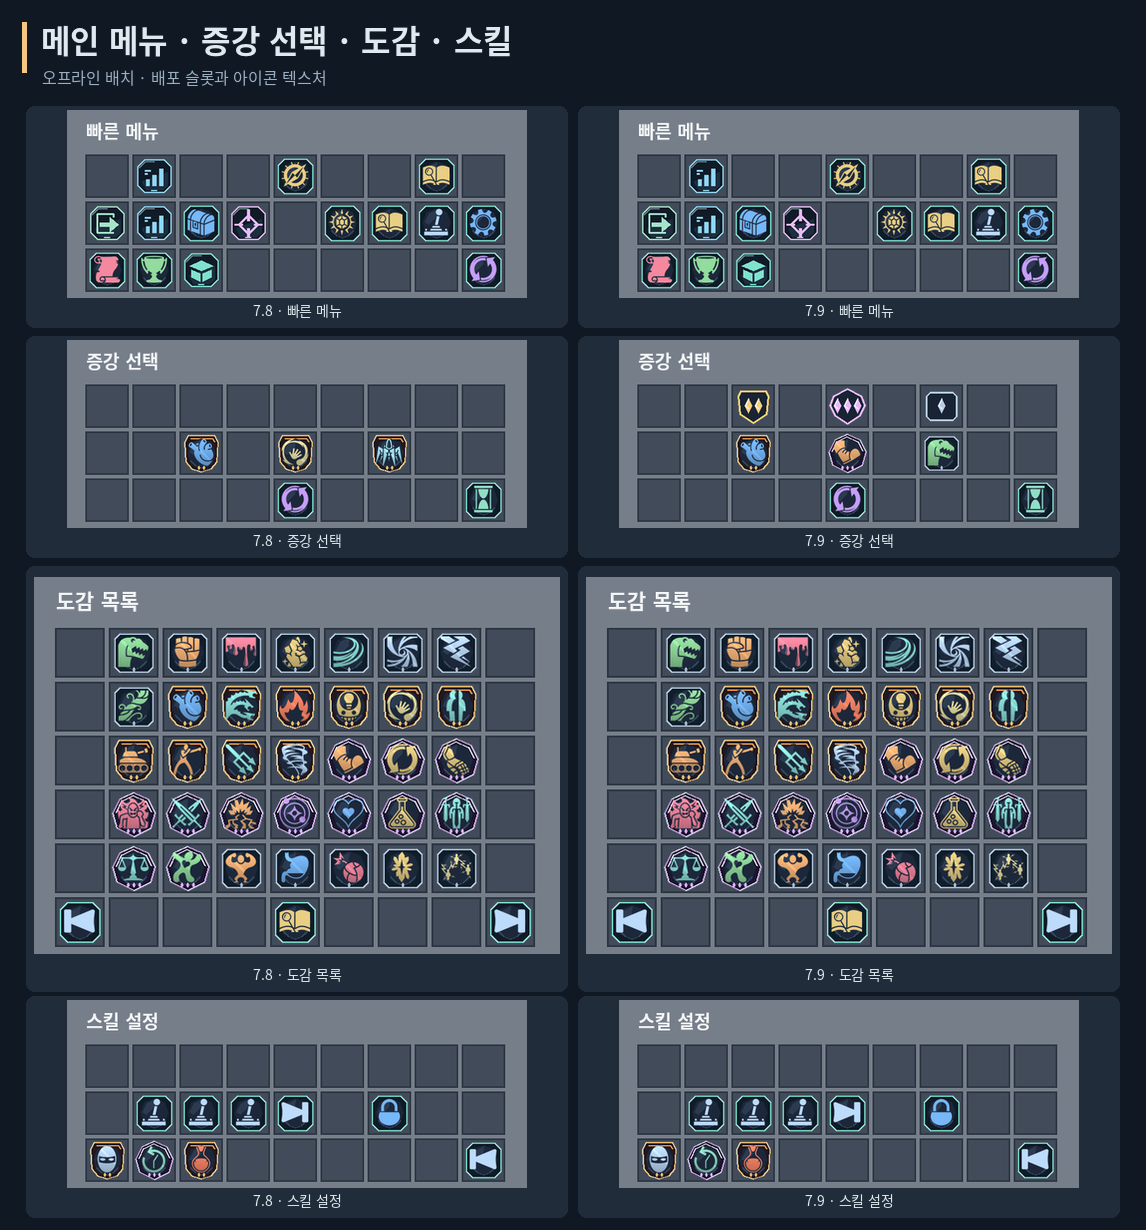 메인 메뉴 · 증강 선택 · 도감 · 스킬
오프라인 배치 · 배포 슬롯과 아이콘 텍스처
빠른 메뉴
빠른 메뉴
7.8 · 빠른 메뉴
7.9 · 빠른 메뉴
증강 선택
증강 선택
7.8 · 증강 선택
7.9 · 증강 선택
도감 목록
도감 목록
7.8 · 도감 목록
7.9 · 도감 목록
스킬 설정
스킬 설정
7.8 · 스킬 설정
7.9 · 스킬 설정